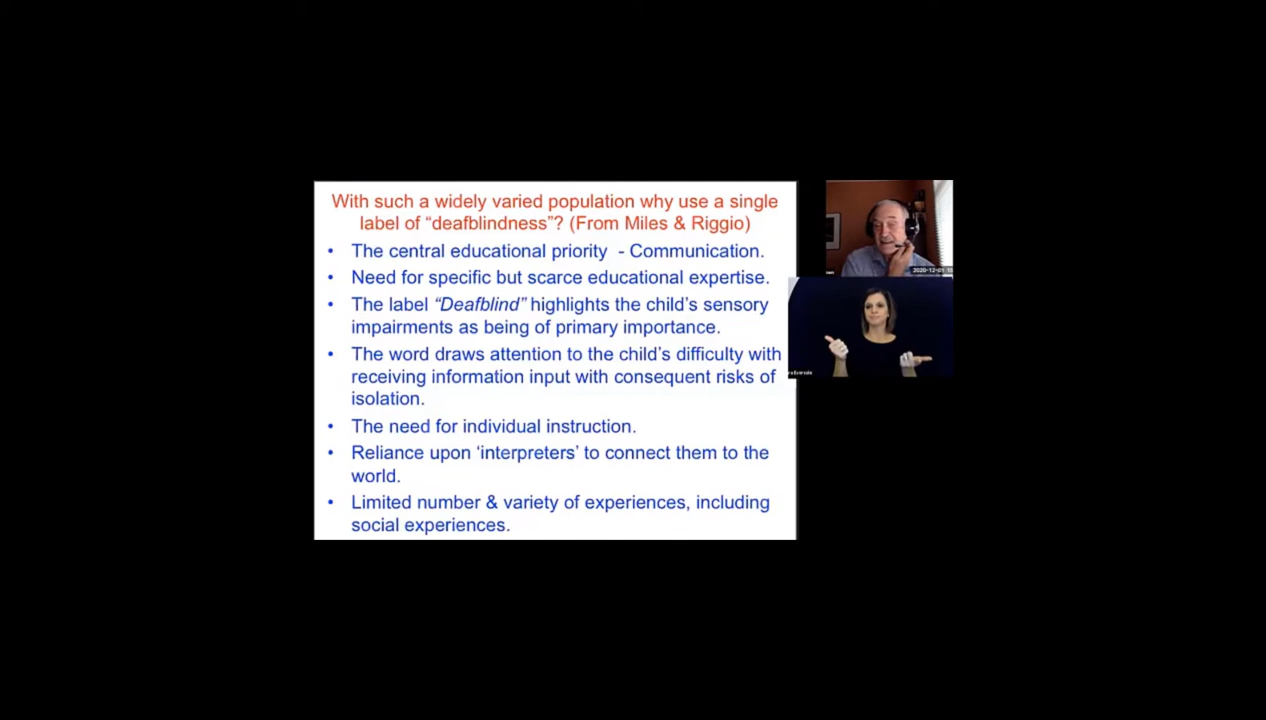 With such a widely varied population why use a single
label of “deafblindness”? (From Miles & Riggio)
• The central educational priority - Communication.
• Need for specific but scarce educational expertise.
• The label “Deafblind” highlights the child’s sensory
impairments as being of primary importance.
• The word draws attention to the child’s difficulty with
receiving information input with consequent risks of
isolation.
• The need for individual instruction.
• Reliance upon ‘interpreters’ to connect them to the
world.
• Limited number & variety of experiences, including
social experiences.
2020-12-01